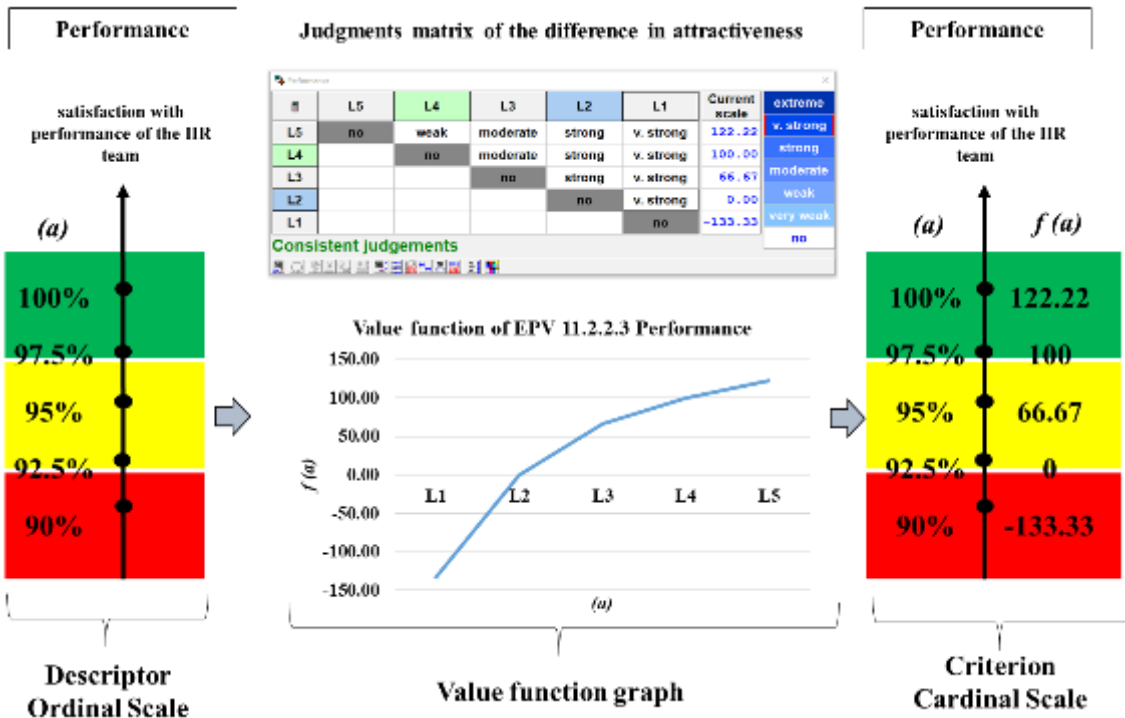 Performance
satisfaction with
performance of the IIR
team
(a)
100%
97.5%
95%
92.5%
90%
Descriptor
Ordinal Scale
Judgments matrix of the difference in attractiveness
Performance
L5 L4 L3 L2 L1 Current scale
L5 no weak moderate strong v. strong 122.22
L4 no moderate strong v. strong 100.00
L3 no strong v. strong 66.67
L2 no v. strong 0.00
L1 no -133.33
extreme
v. strong
strong
moderate
weak
very weak
no
Consistent judgements
Value function of EPV 11.2.2.3 Performance
150.00
100.00
50.00
0.00
-50.00
-100.00
-150.00
f (a)
L1 L2 L3 L4 L5
(a)
Value function graph
Performance
satisfaction with
performance of the IIR
team
(a) f (a)
100% 122.22
97.5% 100
95% 66.67
92.5% 0
90% -133.33
Criterion
Cardinal Scale